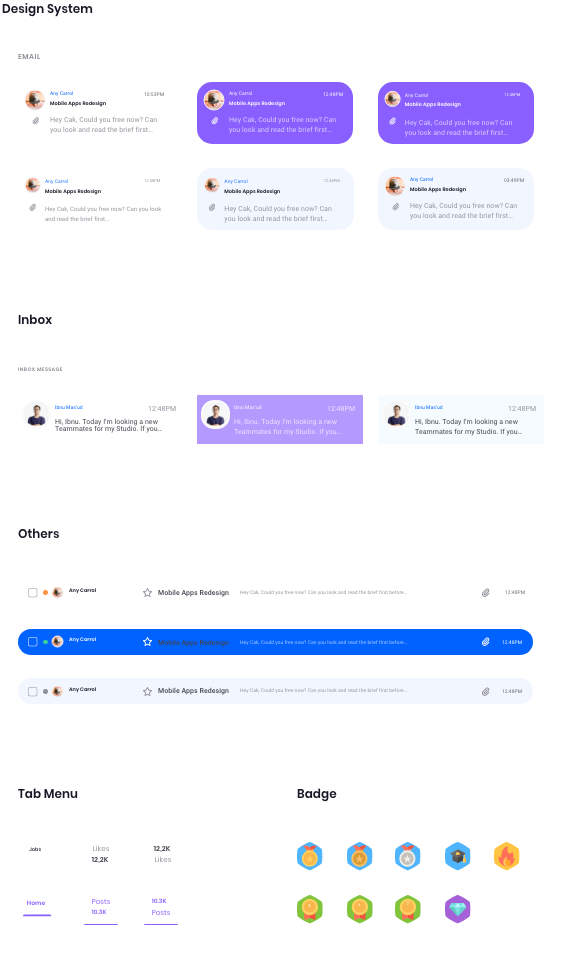 Design System
EMAIL
Any Carrol 10:53PM
Mobile Apps Redesign
Hey Cak, Could you free now? Can
you look and read the brief first...
Any Carrol 12:48PM
Mobile Apps Redesign
Hey Cak, Could you free now? Can
you look and read the brief first...
Any Carrol 12:48PM
Mobile Apps Redesign
Hey Cak, Could you free now? Can
you look and read the brief first...
Any Carrol 12:48PM
Mobile Apps Redesign
Hey Cak, Could you free now? Can you look
and read the brief first...
Any Carrol 12:48PM
Mobile Apps Redesign
Hey Cak, Could you free now? Can
you look and read the brief first...
Any Carrol 03:49PM
Mobile Apps Redesign
Hey Cak, Could you free now? Can
you look and read the brief first...
Inbox
INBOX MESSAGE
Ibnu Mas'ud 12:48PM
Hi, Ibnu. Today I'm looking a new
Teammates for my Studio. If you...
Ibnu Mas'ud 12:48PM
Hi, Ibnu. Today I'm looking a new
Teammates for my Studio. If you...
Ibnu Mas'ud 12:48PM
Hi, Ibnu. Today I'm looking a new
Teammates for my Studio. If you...
Others
Any Carrol Mobile Apps Redesign Hey Cak, Could you free now? Can you look and read the brief first before... 12:48PM
Any Carrol Mobile Apps Redesign Hey Cak, Could you free now? Can you look and read the brief first before... 12:48PM
Any Carrol Mobile Apps Redesign Hey Cak, Could you free now? Can you look and read the brief first before... 12:48PM
Tab Menu
Jobs
Likes
12,2K
12,2K
Likes
Home
Posts
10.3K
10.3K
Posts
Badge